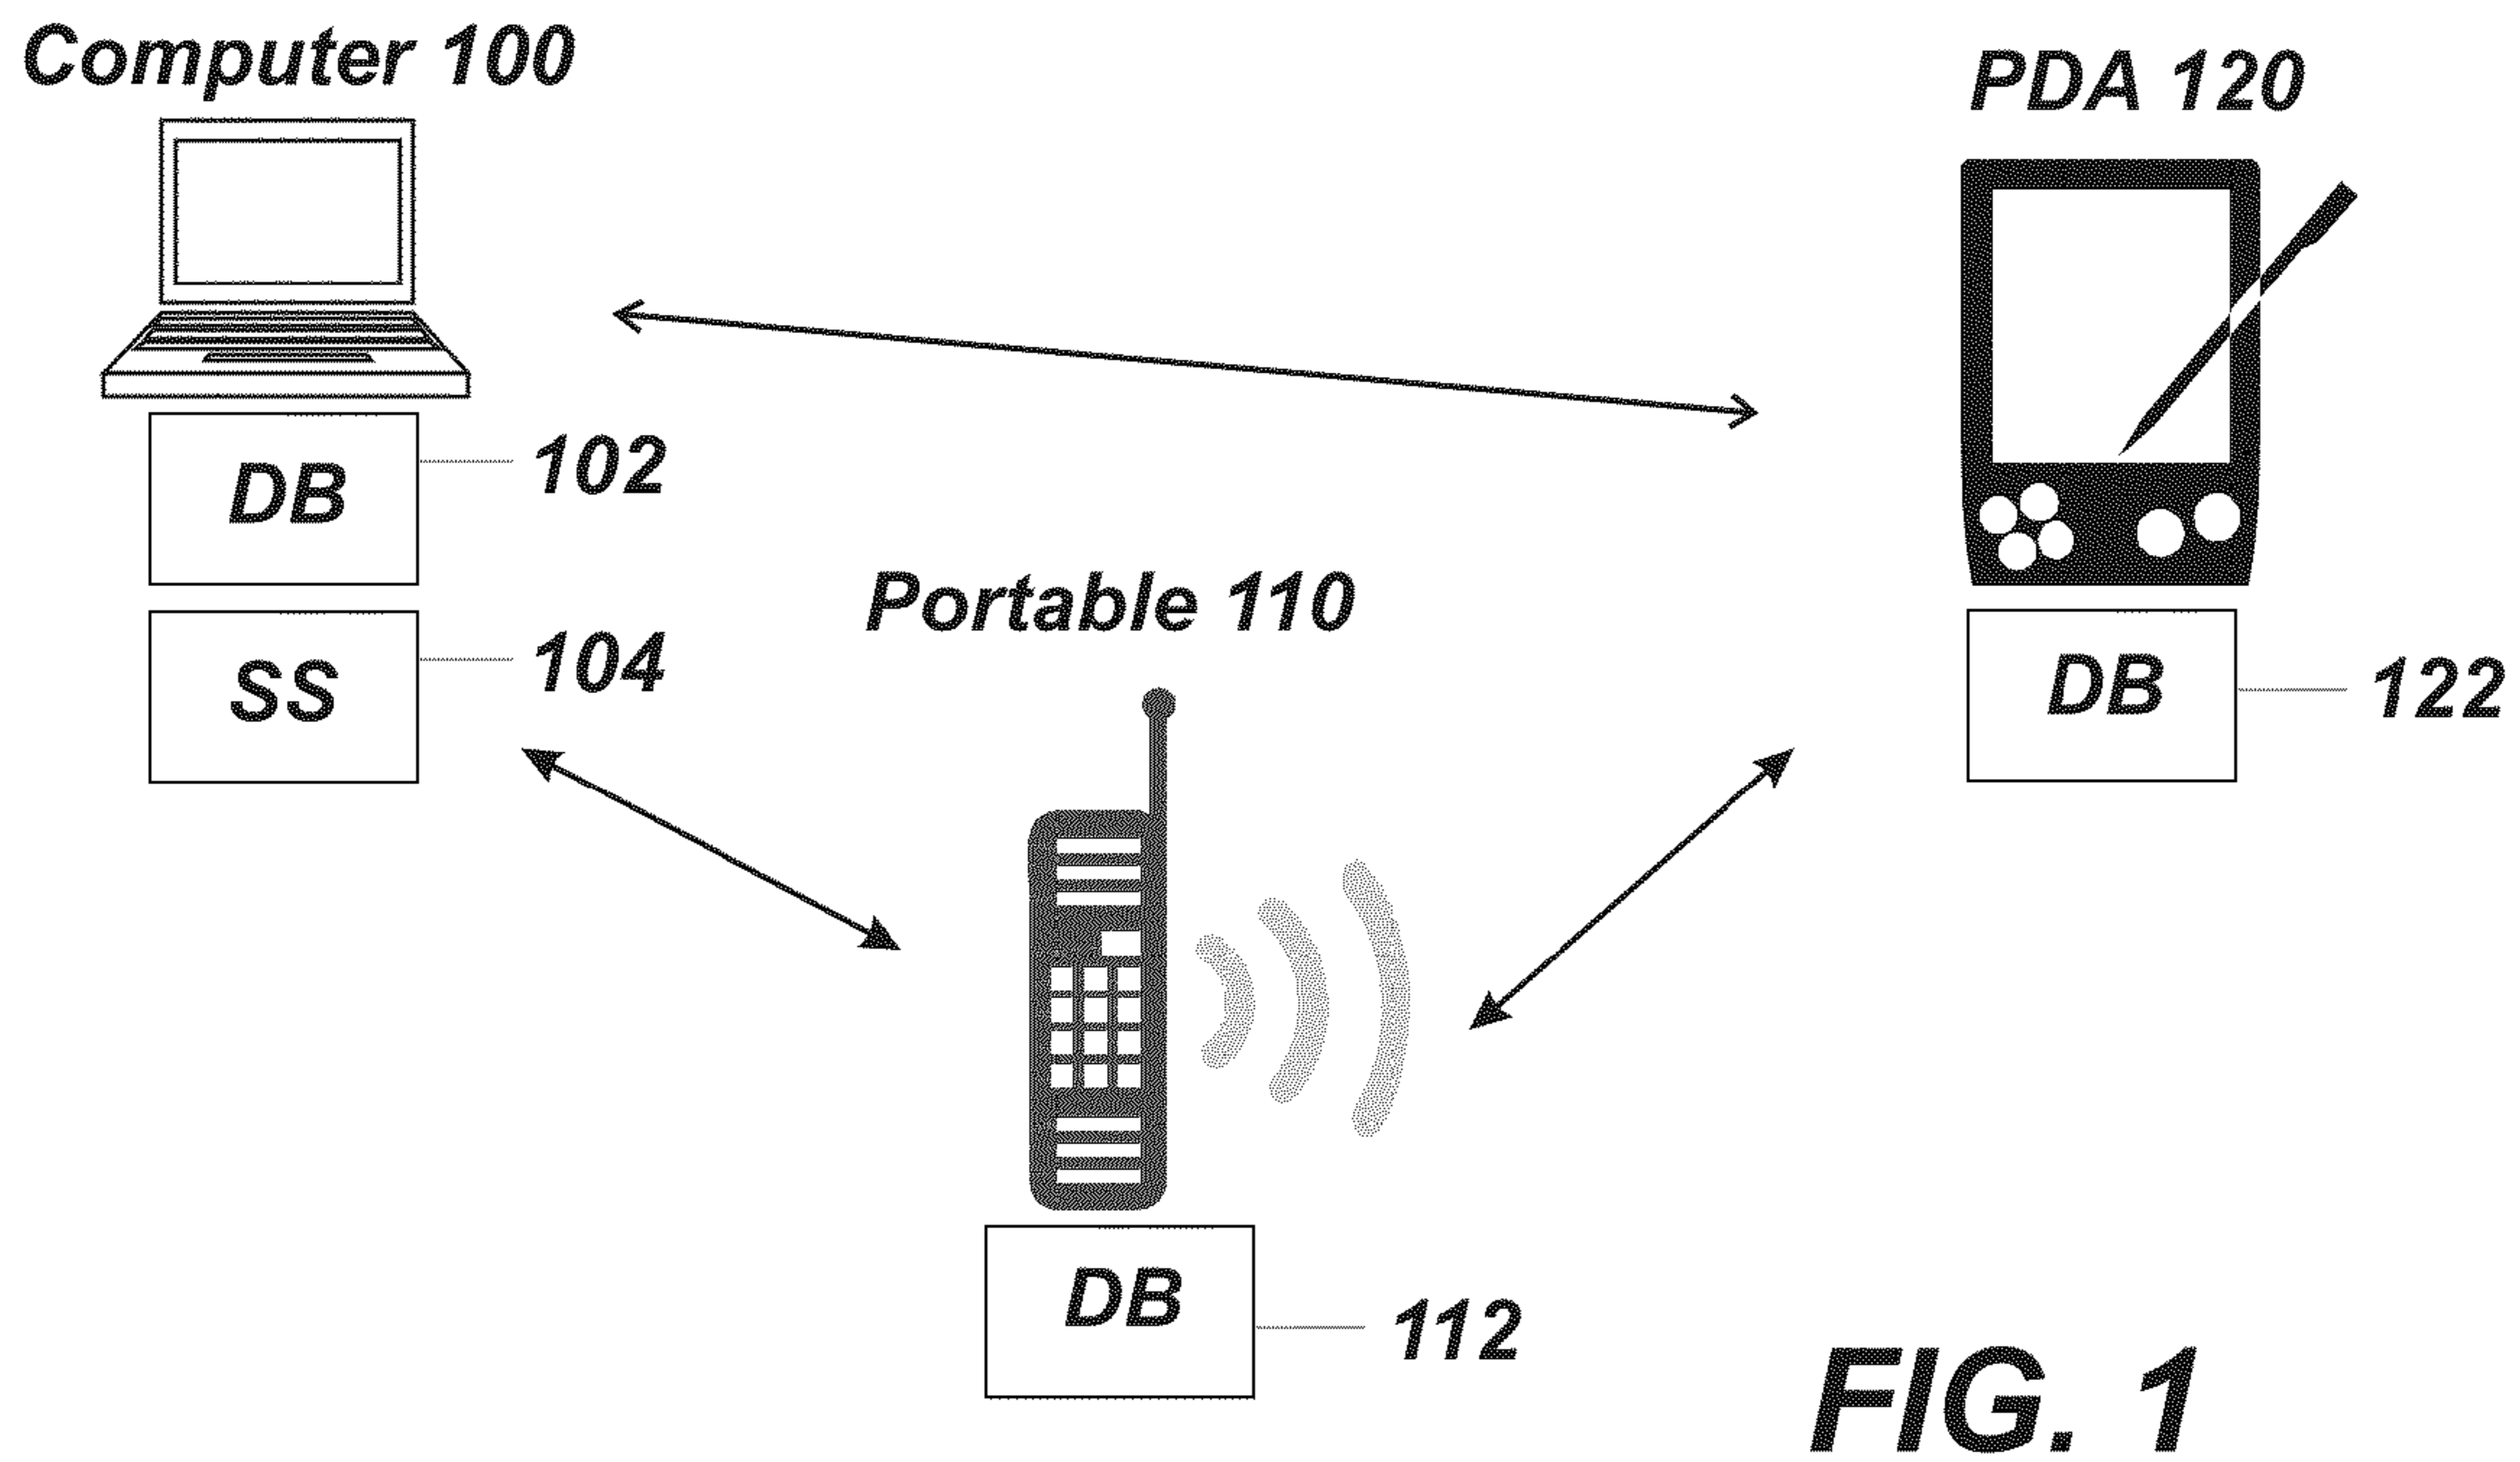 Computer 100
PDA 120
DB
102
Portable 110
SS
104
DB
122
DB
112
FIG. 1